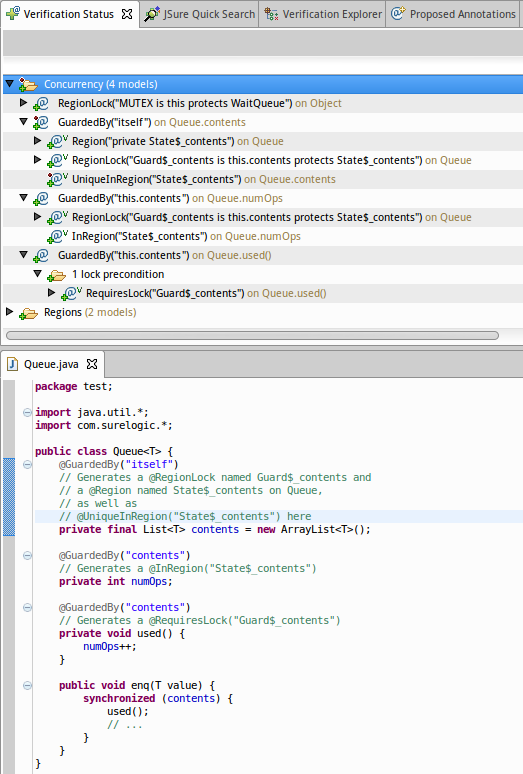 Verification Status JSure Quick Search Verification Explorer Proposed Annotations
Concurrency (4 models)
RegionLock("MUTEX is this protects WaitQueue") on Object
GuardedBy("itself") on Queue.contents
Region("private State$_contents") on Queue
RegionLock("Guard$_contents is this.contents protects State$_contents") on Queue
UniqueInRegion("State$_contents") on Queue.contents
GuardedBy("this.contents") on Queue.numOps
RegionLock("Guard$_contents is this.contents protects State$_contents") on Queue
InRegion("State$_contents") on Queue.numOps
GuardedBy("this.contents") on Queue.used()
1 lock precondition
RequiresLock("Guard$_contents") on Queue.used()
Regions (2 models)
Queue.java
package test;
import java.util.*;
import com.surelogic.*;
public class Queue<T> {
@GuardedBy("itself")
// Generates a @RegionLock named Guard$_contents and
// a @Region named State$_contents on Queue,
// as well as
// @UniqueInRegion("State$_contents") here
private final List<T> contents = new ArrayList<T>();
@GuardedBy("contents")
// Generates a @InRegion("State$_contents")
private int numOps;
@GuardedBy("contents")
// Generates a @RequiresLock("Guard$_contents")
private void used() {
numOps++;
}
public void enq(T value) {
synchronized (contents) {
used();
// ...
}
}
}